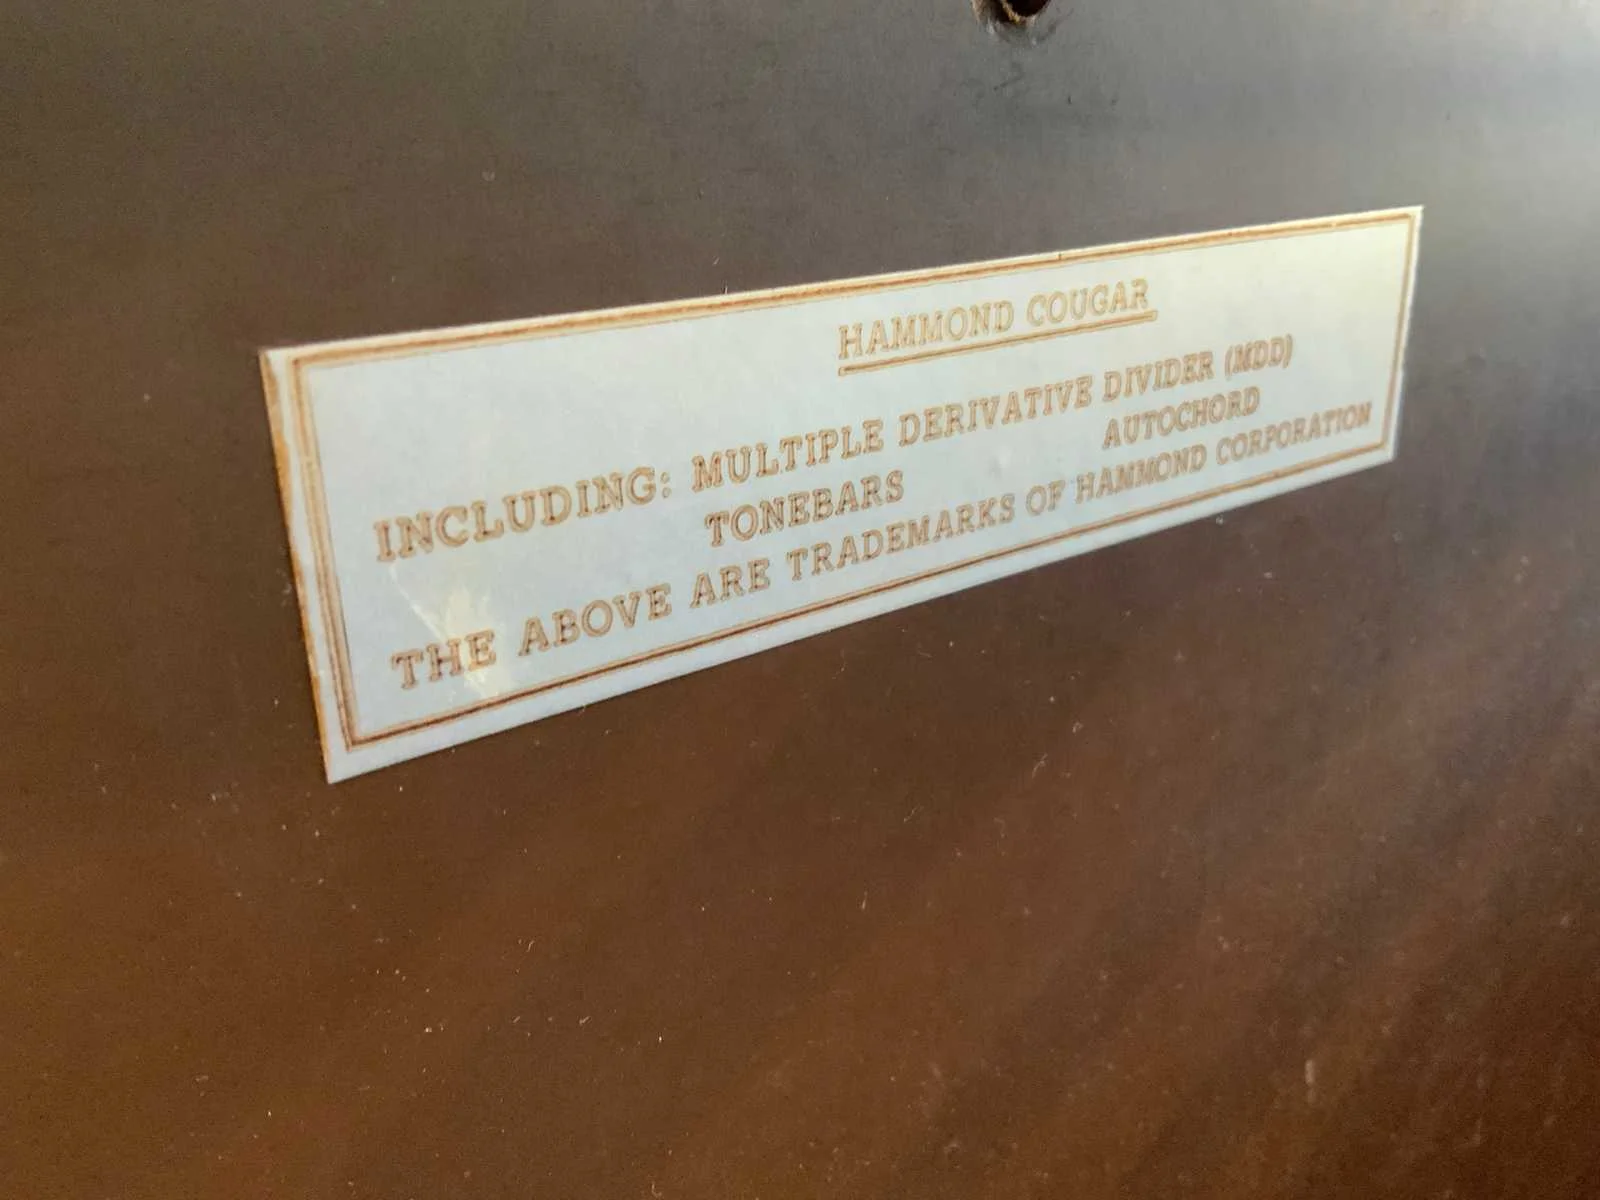 HAMMOND COUGAR
INCLUDING: MULTIPLE DERIVATIVE DIVIDER (MDD)
TONEBARS AUTOCHORD
THE ABOVE ARE TRADEMARKS OF HAMMOND CORPORATION